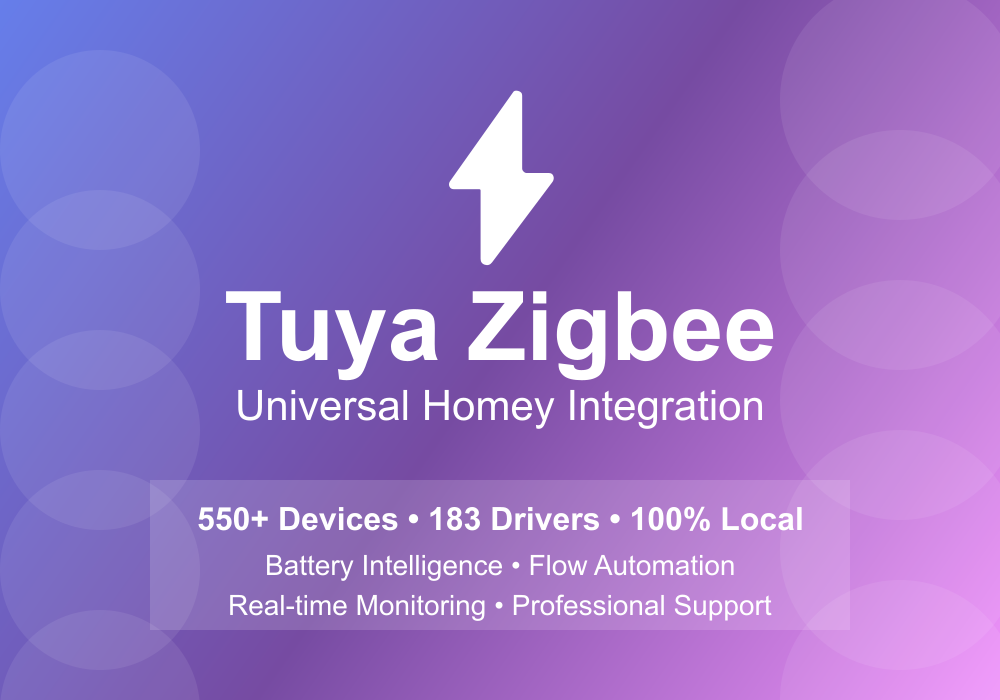 Tuya Zigbee
Universal Homey Integration
550+ Devices • 183 Drivers • 100% Local
Battery Intelligence • Flow Automation
Real-time Monitoring • Professional Support